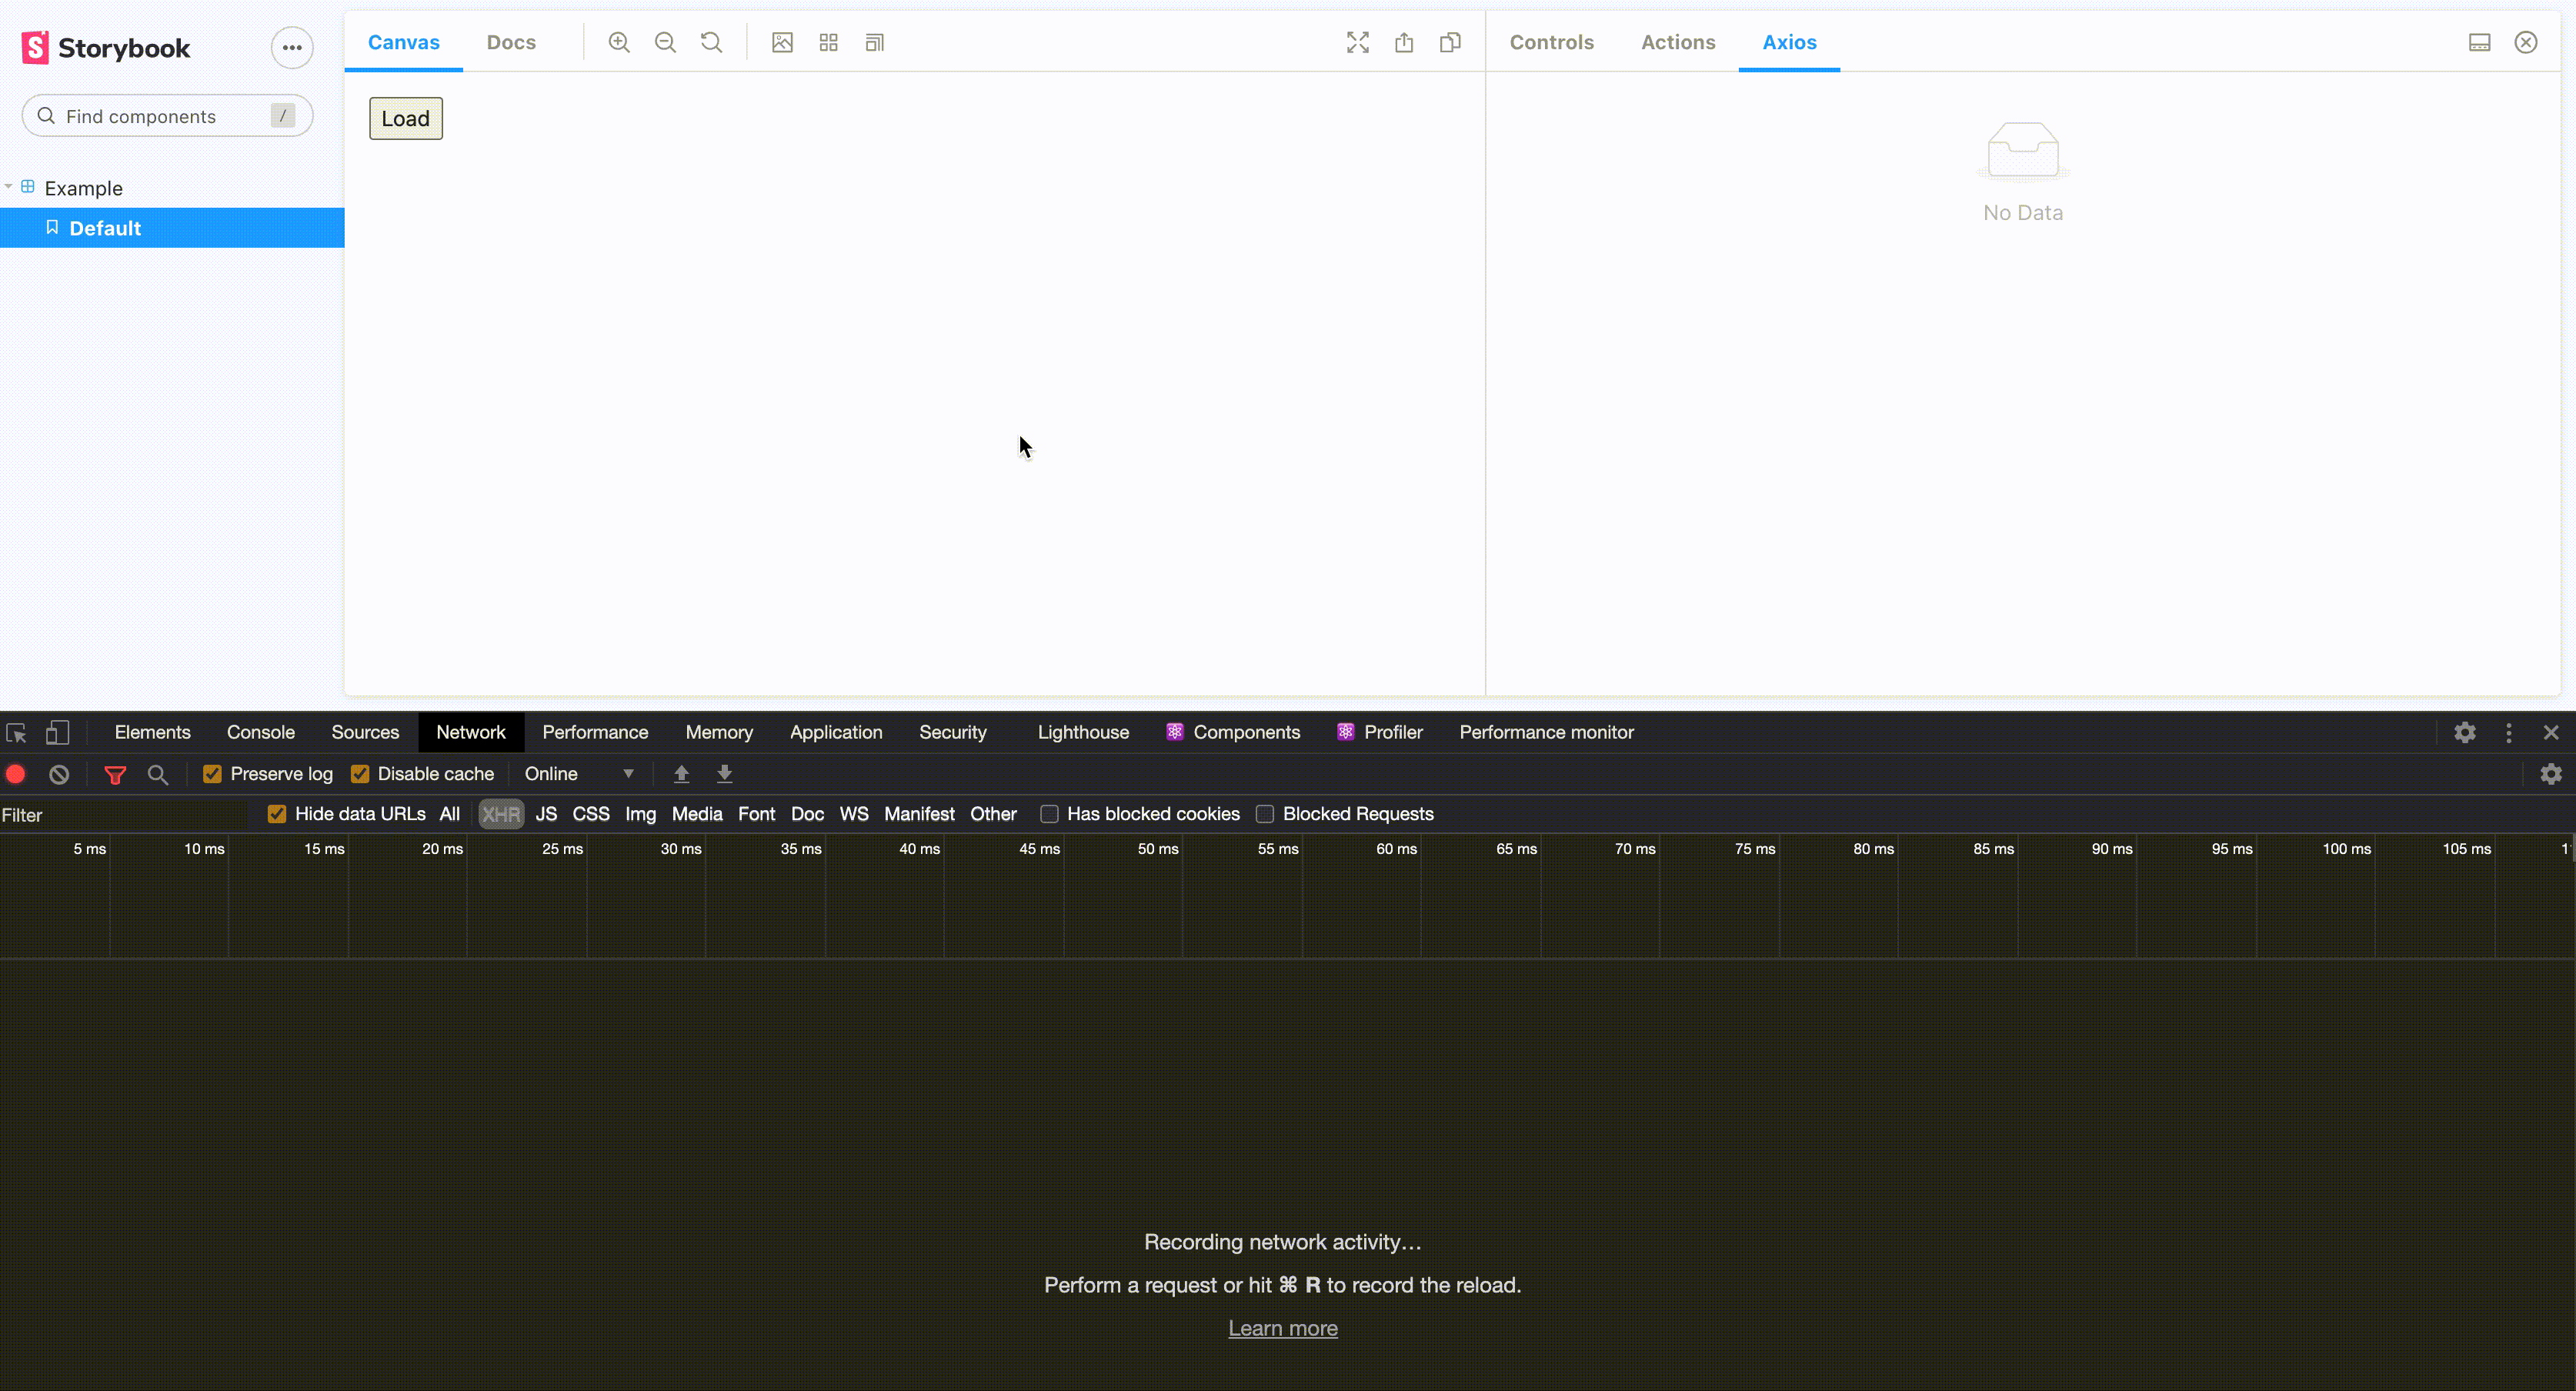 Storybook
Find components /
Example
Default
Canvas Docs
Load
Controls Actions Axios
No Data
Elements Console Sources Network Performance Memory Application Security Lighthouse Components Profiler Performance monitor
Preserve log Disable cache Online
Filter Hide data URLs All XHR JS CSS Img Media Font Doc WS Manifest Other Has blocked cookies Blocked Requests
5 ms 10 ms 15 ms 20 ms 25 ms 30 ms 35 ms 40 ms 45 ms 50 ms 55 ms 60 ms 65 ms 70 ms 75 ms 80 ms 85 ms 90 ms 95 ms 100 ms 105 ms
Recording network activity…
Perform a request or hit ⌘ R to record the reload.
Learn more